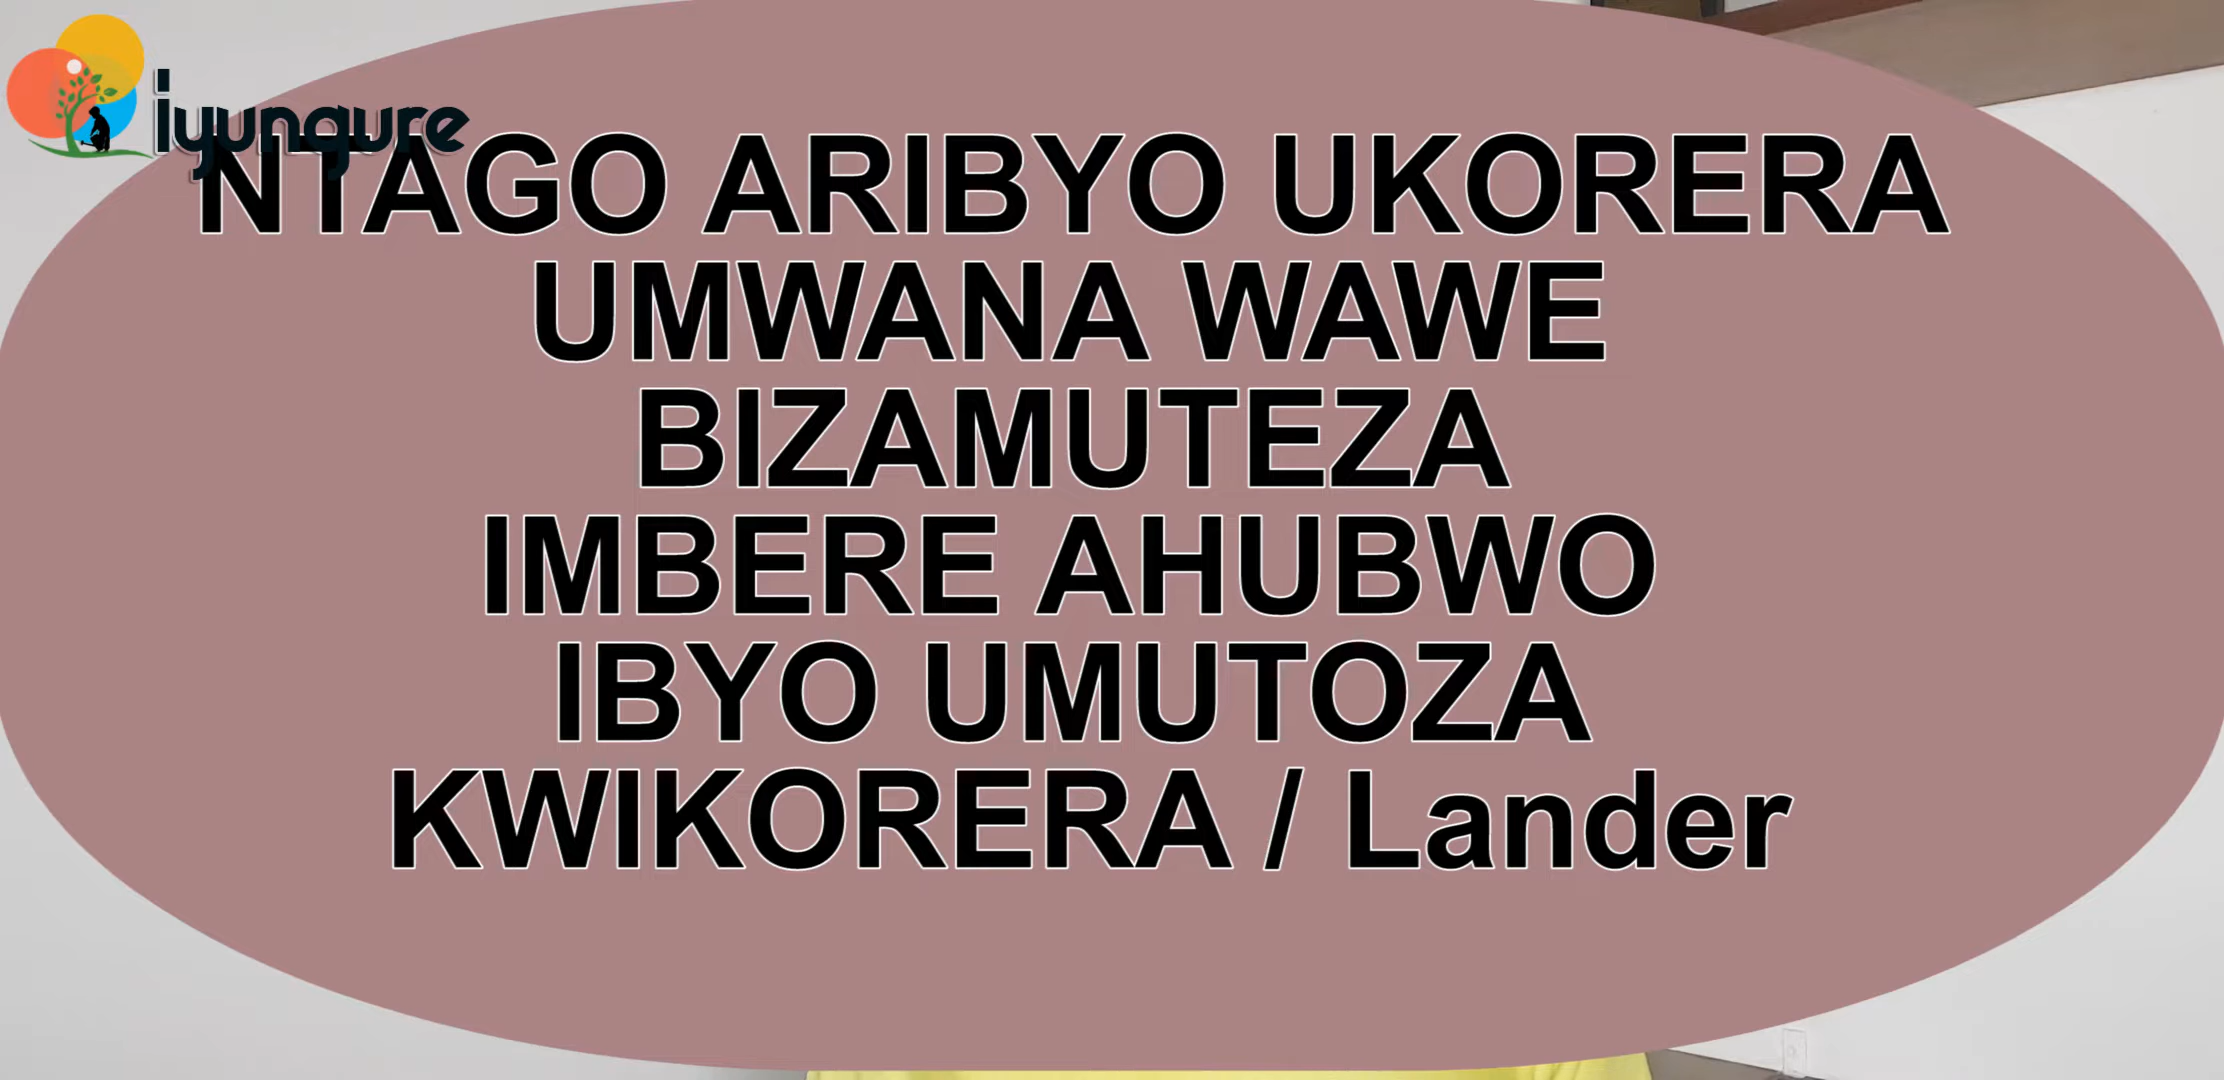 iyungure
NTAGO ARIBYO UKORERA
UMWANA WAWE
BIZAMUTEZA
IMBERE AHUBWO
IBYO UMUTOZA
KWIKORERA / Lander